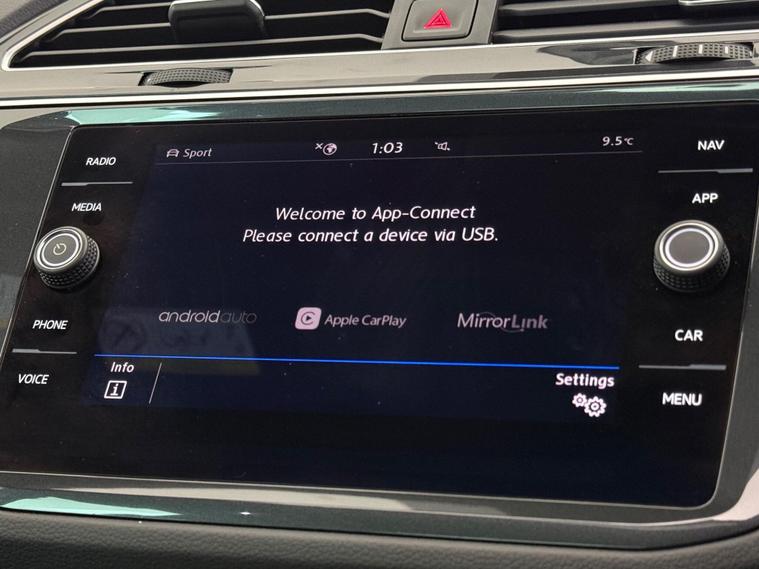 RADIO
MEDIA
PHONE
VOICE
Sport
1:03
9.5°C
Welcome to App-Connect
Please connect a device via USB.
androidauto
Apple CarPlay
MirrorLink
Info
i
Settings
NAV
APP
CAR
MENU